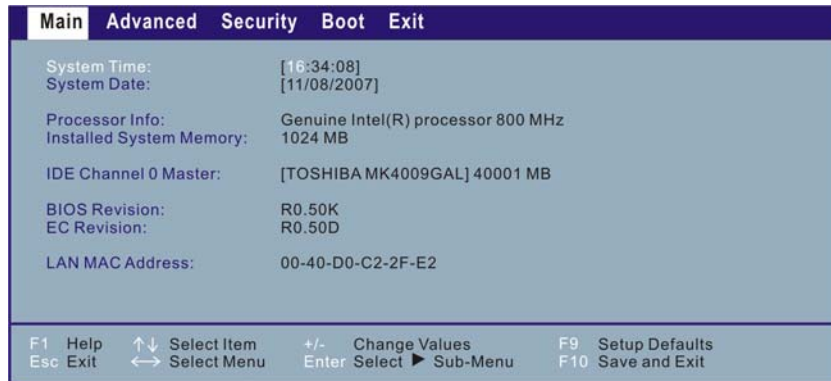 Main Advanced Security Boot Exit
System Time: [16:34:08]
System Date: [11/08/2007]
Processor Info: Genuine Intel(R) processor 800 MHz
Installed System Memory: 1024 MB
IDE Channel 0 Master: [TOSHIBA MK4009GAL] 40001 MB
BIOS Revision: R0.50K
EC Revision: R0.50D
LAN MAC Address: 00-40-D0-C2-2F-E2
F1 Help ↑↓ Select Item +/- Change Values F9 Setup Defaults
Esc Exit ←→ Select Menu Enter Select ▶ Sub-Menu F10 Save and Exit